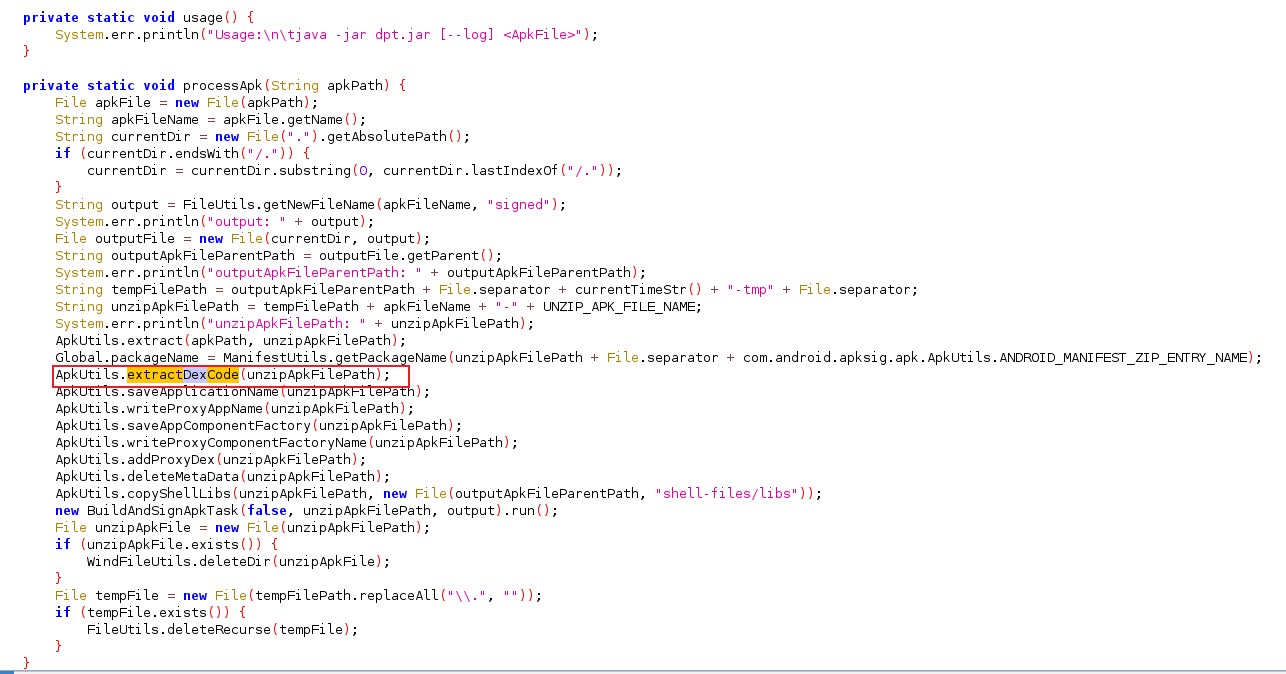 private static void usage() {
    System.err.println("Usage:\n\tjava -jar dpt.jar [--log] <ApkFile>");
}
private static void processApk(String apkPath) {
    File apkFile = new File(apkPath);
    String apkFileName = apkFile.getName();
    String currentDir = new File(".").getAbsolutePath();
    if (currentDir.endsWith("/.")) {
        currentDir = currentDir.substring(0, currentDir.lastIndexOf("/."));
    }
    String output = FileUtils.getNewFileName(apkFileName, "signed");
    System.err.println("output: " + output);
    File outputFile = new File(currentDir, output);
    String outputApkFileParentPath = outputFile.getParent();
    System.err.println("outputApkFileParentPath: " + outputApkFileParentPath);
    String tempFilePath = outputApkFileParentPath + File.separator + currentTimeStr() + "-tmp" + File.separator;
    String unzipApkFilePath = tempFilePath + apkFileName + "-" + UNZIP_APK_FILE_NAME;
    System.err.println("unzipApkFilePath: " + unzipApkFilePath);
    ApkUtils.extract(apkPath, unzipApkFilePath);
    Global.packageName = ManifestUtils.getPackageName(unzipApkFilePath + File.separator + com.android.apksig.apk.ApkUtils.ANDROID_MANIFEST_ZIP_ENTRY_NAME);
    ApkUtils.extractDexCode(unzipApkFilePath);
    ApkUtils.saveApplicationName(unzipApkFilePath);
    ApkUtils.writeProxyAppName(unzipApkFilePath);
    ApkUtils.saveAppComponentFactory(unzipApkFilePath);
    ApkUtils.writeProxyComponentFactoryName(unzipApkFilePath);
    ApkUtils.addProxyDex(unzipApkFilePath);
    ApkUtils.deleteMetaData(unzipApkFilePath);
    ApkUtils.copyShellLibs(unzipApkFilePath, new File(outputApkFileParentPath, "shell-files/libs"));
    new BuildAndSignApkTask(false, unzipApkFilePath, output).run();
    File unzipApkFile = new File(unzipApkFilePath);
    if (unzipApkFile.exists()) {
        WindFileUtils.deleteDir(unzipApkFile);
    }
    File tempFile = new File(tempFilePath.replaceAll("\\.", ""));
    if (tempFile.exists()) {
        FileUtils.deleteRecurse(tempFile);
    }
}